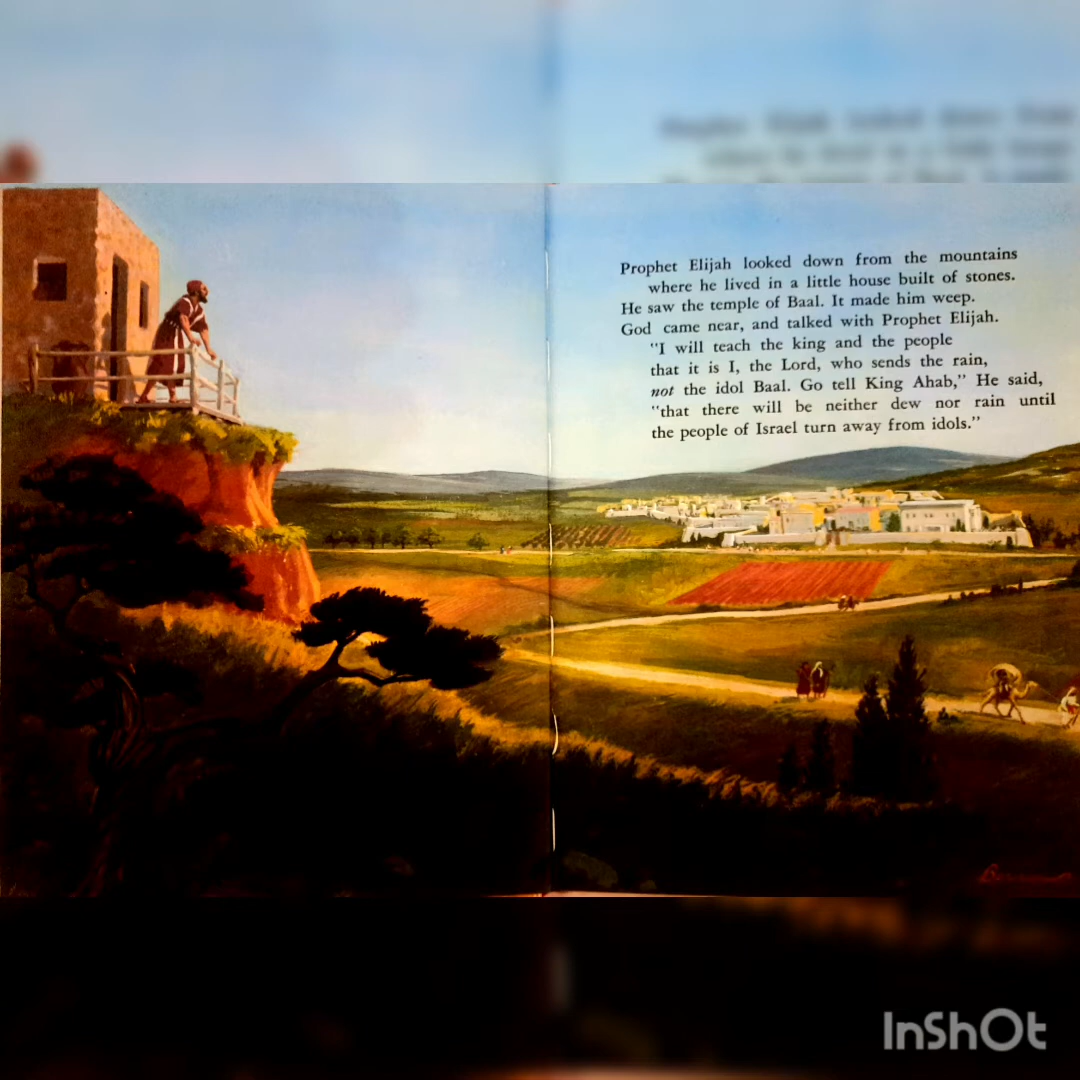 Prophet Elijah looked down from the mountains
where he lived in a little house built of stones.
He saw the temple of Baal. It made him weep.
God came near, and talked with Prophet Elijah.
"I will teach the king and the people
that it is I, the Lord, who sends the rain,
not the idol Baal. Go tell King Ahab," He said,
"that there will be neither dew nor rain until
the people of Israel turn away from idols."
InShOt